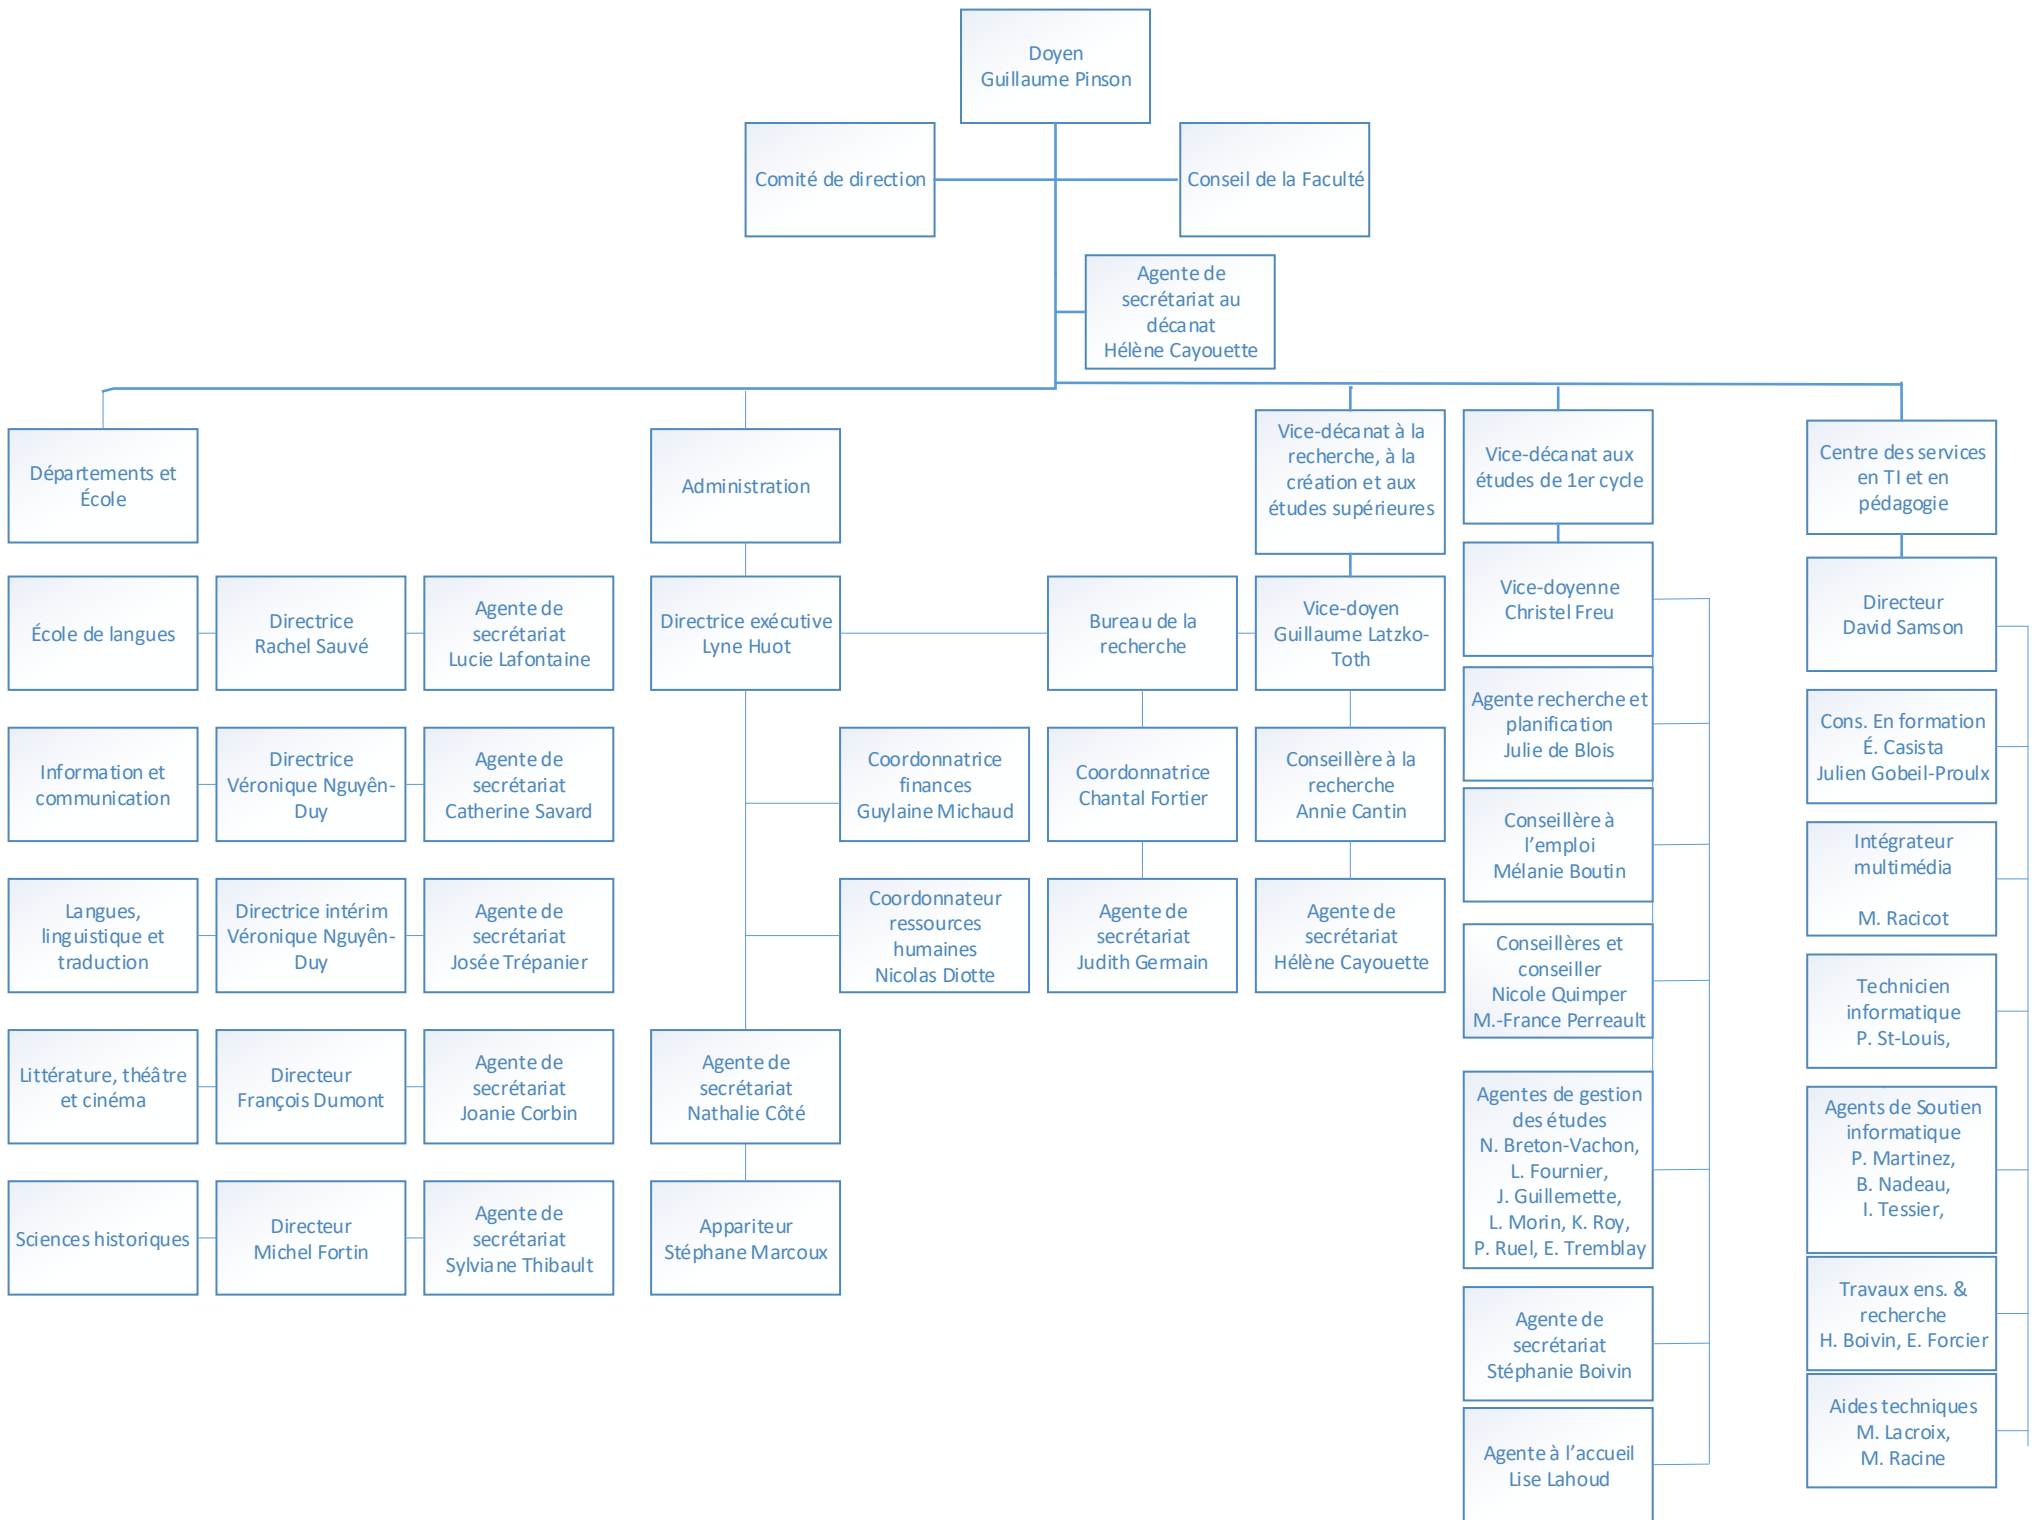 Doyen
Guillaume Pinson
Comité de direction
Conseil de la Faculté
Agente de
secrétariat au
décanat
Hélène Cayouette
Départements et
École
Administration
Vice-décanat à la
recherche, à la
création et aux
études supérieures
Vice-décanat aux
études de 1er cycle
Centre des services
en TI et en
pédagogie
École de langues
Directrice
Rachel Sauvé
Agente de
secrétariat
Lucie Lafontaine
Directrice exécutive
Lyne Huot
Bureau de la
recherche
Vice-doyen
Guillaume Latzko-
Toth
Vice-doyenne
Christel Freu
Directeur
David Samson
Information et
communication
Directrice
Véronique Nguyên-
Duy
Agente de
secrétariat
Catherine Savard
Coordonnatrice
finances
Guylaine Michaud
Coordonnatrice
Chantal Fortier
Conseillère à la
recherche
Annie Cantin
Agente recherche et
planification
Julie de Blois
Cons. En formation
É. Casista
Julien Gobeil-Proulx
Conseillère à
l’emploi
Mélanie Boutin
Intégrateur
multimédia
M. Racicot
Langues,
linguistique et
traduction
Directrice intérim
Véronique Nguyên-
Duy
Agente de
secrétariat
Josée Trépanier
Coordonnateur
ressources
humaines
Nicolas Diotte
Agente de
secrétariat
Judith Germain
Agente de
secrétariat
Hélène Cayouette
Conseillères et
conseiller
Nicole Quimper
M.-France Perreault
Technicien
informatique
P. St-Louis,
Littérature, théâtre
et cinéma
Directeur
François Dumont
Agente de
secrétariat
Joanie Corbin
Agente de
secrétariat
Nathalie Côté
Agentes de gestion
des études
N. Breton-Vachon,
L. Fournier,
J. Guillemette,
L. Morin, K. Roy,
P. Ruel, E. Tremblay
Agents de Soutien
informatique
P. Martinez,
B. Nadeau,
I. Tessier,
Sciences historiques
Directeur
Michel Fortin
Agente de
secrétariat
Sylviane Thibault
Appariteur
Stéphane Marcoux
Travaux ens. &
recherche
H. Boivin, E. Forcier
Agente de
secrétariat
Stéphanie Boivin
Aides techniques
M. Lacroix,
M. Racine
Agente à l’accueil
Lise Lahoud